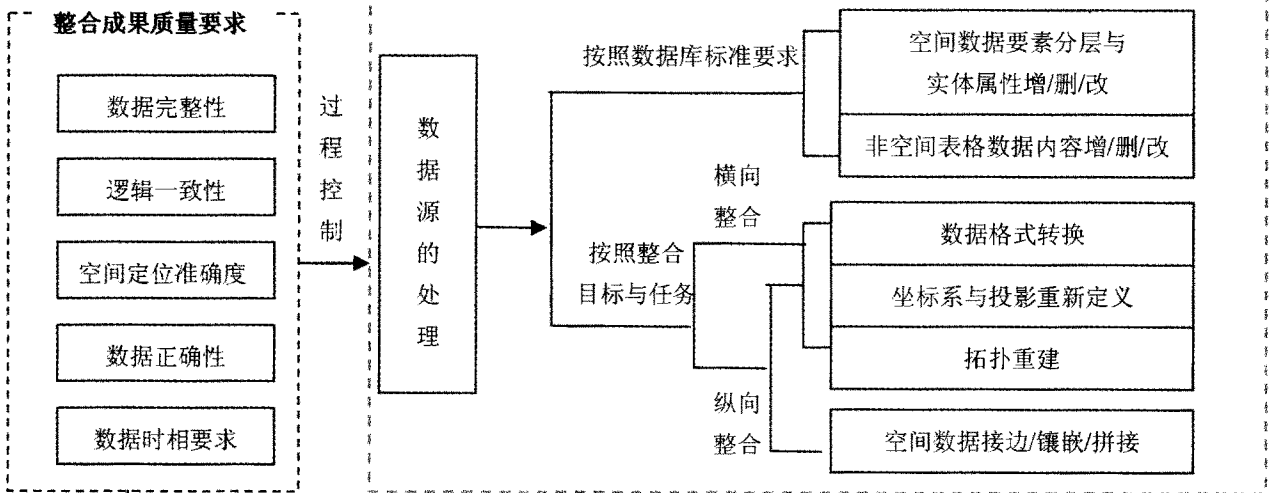 整合成果质量要求
数据完整性
逻辑一致性
空间定位准确度
数据正确性
数据时相要求
过
程
控
制
数
据
源
的
处
理
按照数据库标准要求
空间数据要素分层与
实体属性增/删/改
非空间表格数据内容增/删/改
按照整合
目标与任务
横向
整合
数据格式转换
坐标系与投影重新定义
拓扑重建
纵向
整合
空间数据接边/镶嵌/拼接